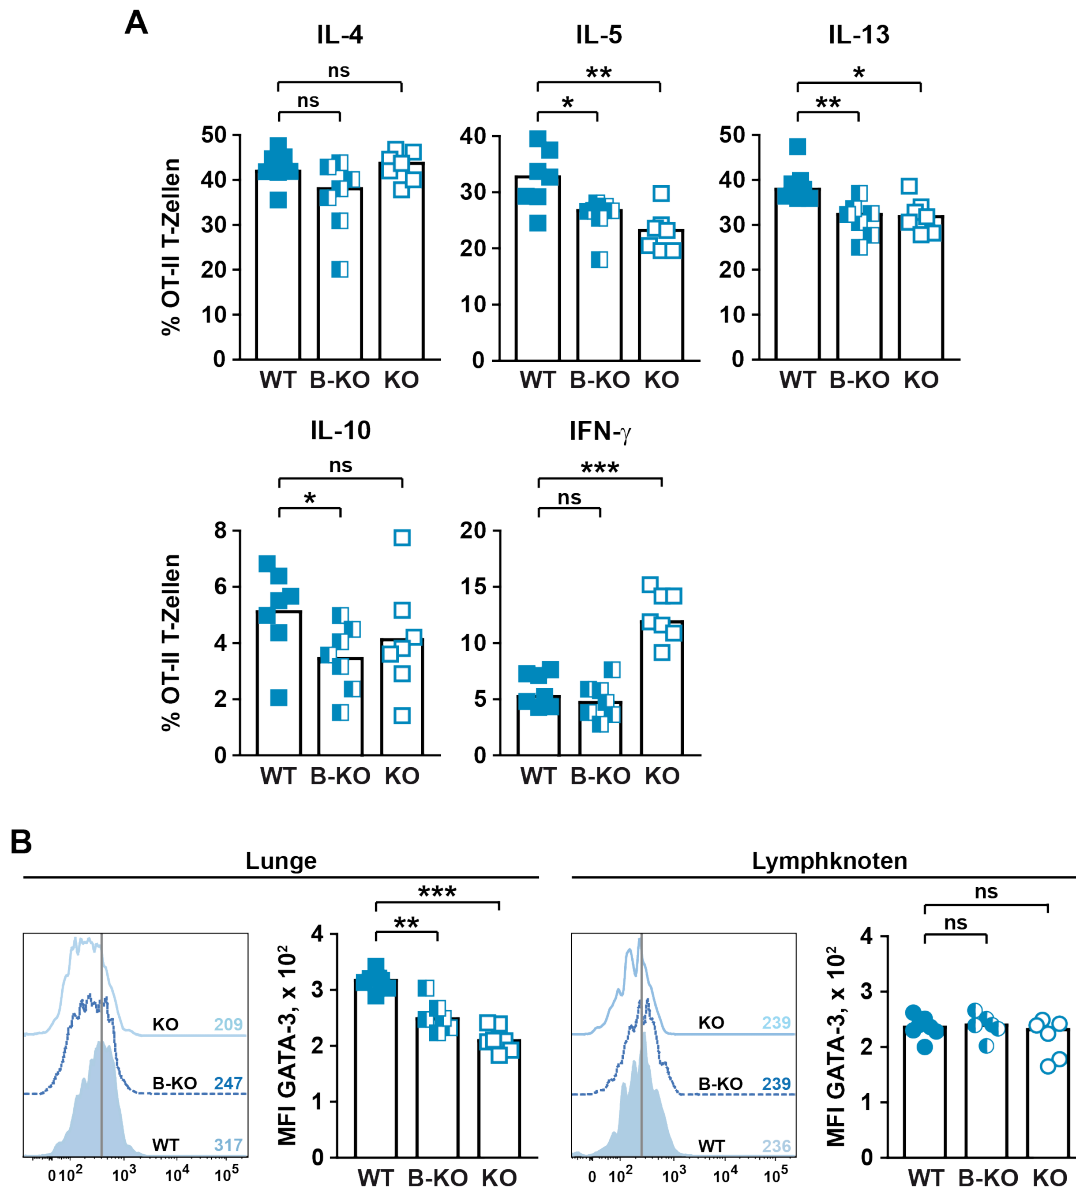 A
IL-4
IL-5
IL-13
ns
**
*
ns
*
**
% OT-II T-Zellen
50
40
30
20
10
0
WT B-KO KO
40
30
20
10
0
WT B-KO KO
50
40
30
20
10
0
WT B-KO KO
IL-10
IFN-γ
ns
***
*
ns
% OT-II T-Zellen
8
6
4
2
0
WT B-KO KO
20
15
10
5
0
WT B-KO KO
B
Lunge
Lymphknoten
KO 209
B-KO 247
WT 317
0 10² 10³ 10⁴ 10⁵
***
**
MFI GATA-3, x 10²
4
3
2
1
0
WT B-KO KO
KO 239
B-KO 239
WT 236
0 10² 10³ 10⁴ 10⁵
ns
ns
MFI GATA-3, x 10²
4
3
2
1
0
WT B-KO KO